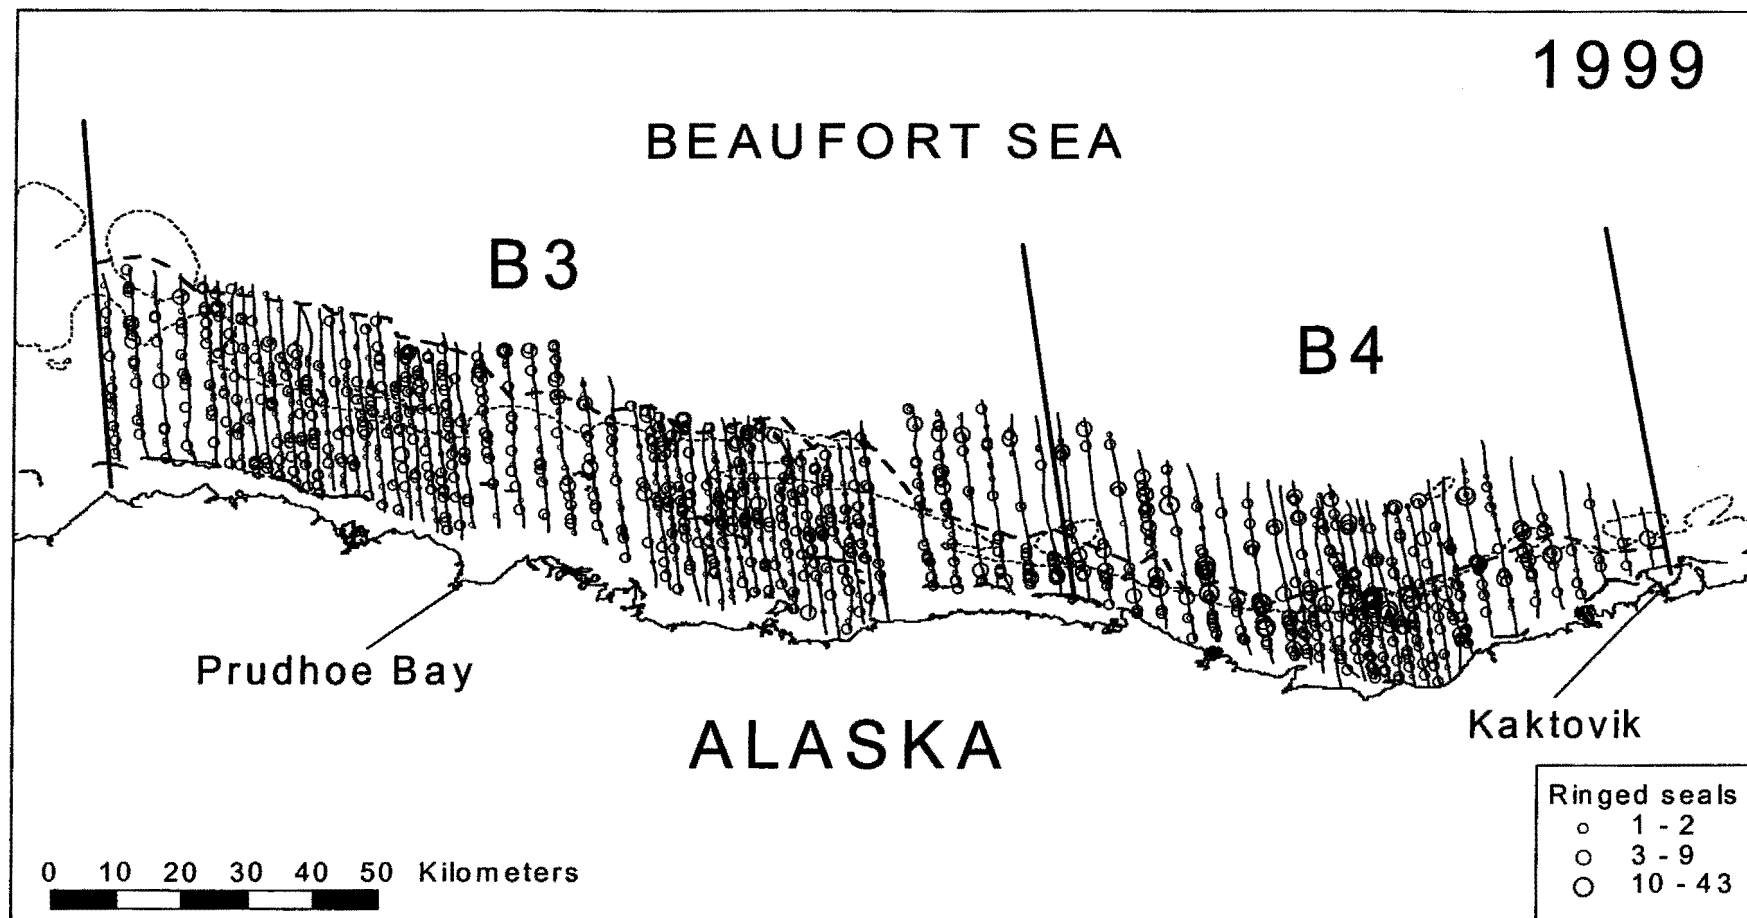 1999
BEAUFORT SEA
B3
B4
Prudhoe Bay
ALASKA
Kaktovik
Ringed seals
1 - 2
3 - 9
10 - 43
0 10 20 30 40 50 Kilometers